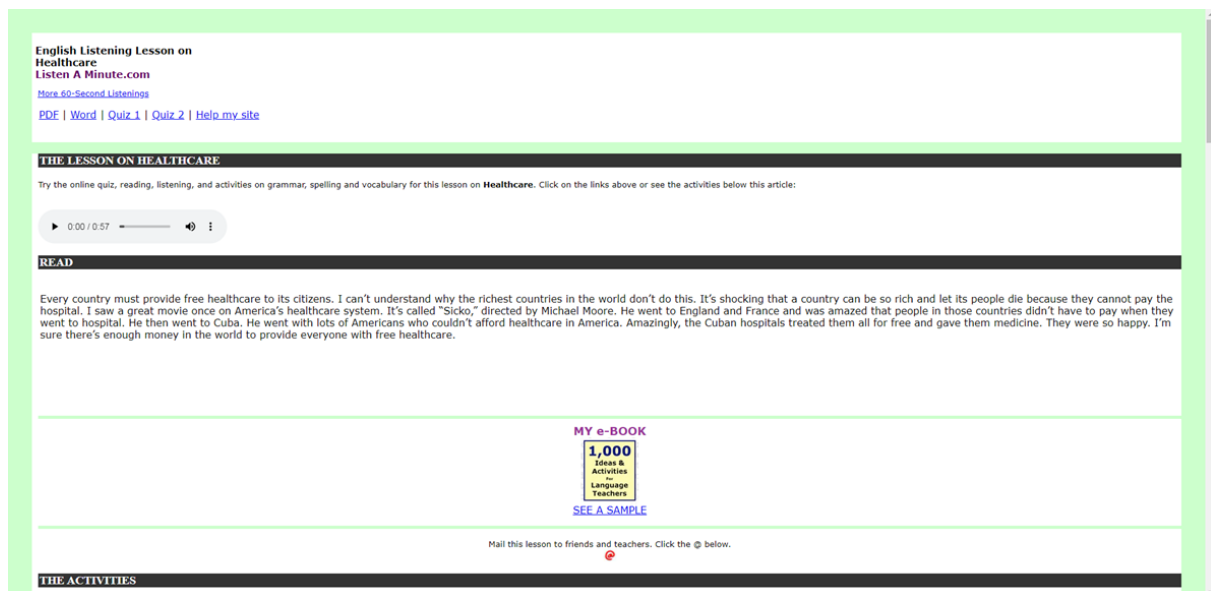 English Listening Lesson on
Healthcare
Listen A Minute.com
More 60-Second Listenings
PDF | Word | Quiz 1 | Quiz 2 | Help my site
THE LESSON ON HEALTHCARE
Try the online quiz, reading, listening, and activities on grammar, spelling and vocabulary for this lesson on Healthcare. Click on the links above or see the activities below this article:
0:00 / 0:57
READ
Every country must provide free healthcare to its citizens. I can’t understand why the richest countries in the world don’t do this. It’s shocking that a country can be so rich and let its people die because they cannot pay the
hospital. I saw a great movie once on America’s healthcare system. It’s called “Sicko,” directed by Michael Moore. He went to England and France and was amazed that people in those countries didn’t have to pay when they
went to hospital. He then went to Cuba. He went with lots of Americans who couldn’t afford healthcare in America. Amazingly, the Cuban hospitals treated them all for free and gave them medicine. They were so happy. I’m
sure there’s enough money in the world to provide everyone with free healthcare.
MY e-BOOK
1,000
Ideas &
Activities
For
Language
Teachers
SEE A SAMPLE
Mail this lesson to friends and teachers. Click the @ below.
@
THE ACTIVITIES